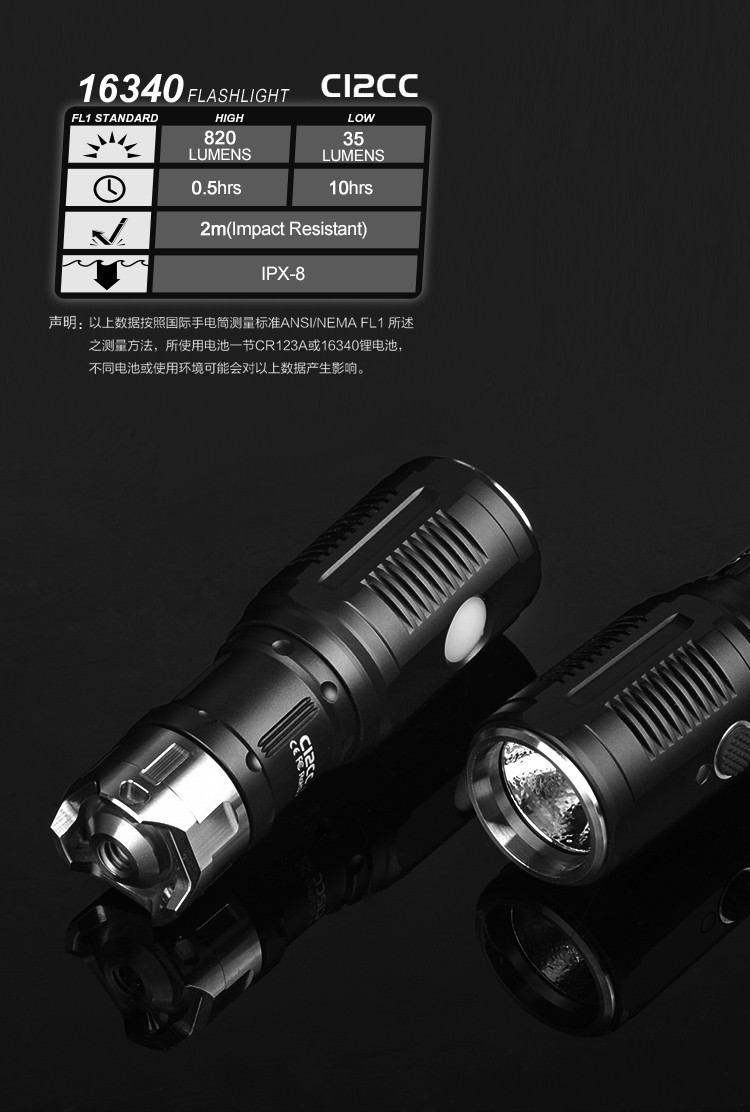 16340 FLASHLIGHT C12CC
FL1 STANDARD HIGH LOW
820 LUMENS 35 LUMENS
0.5hrs 10hrs
2m(Impact Resistant)
IPX-8
声明：以上数据按照国际手电筒测量标准ANSI/NEMA FL1 所述
之测量方法，所使用电池一节CR123A或16340锂电池，
不同电池或使用环境可能会对以上数据产生影响。
C12CC
CE